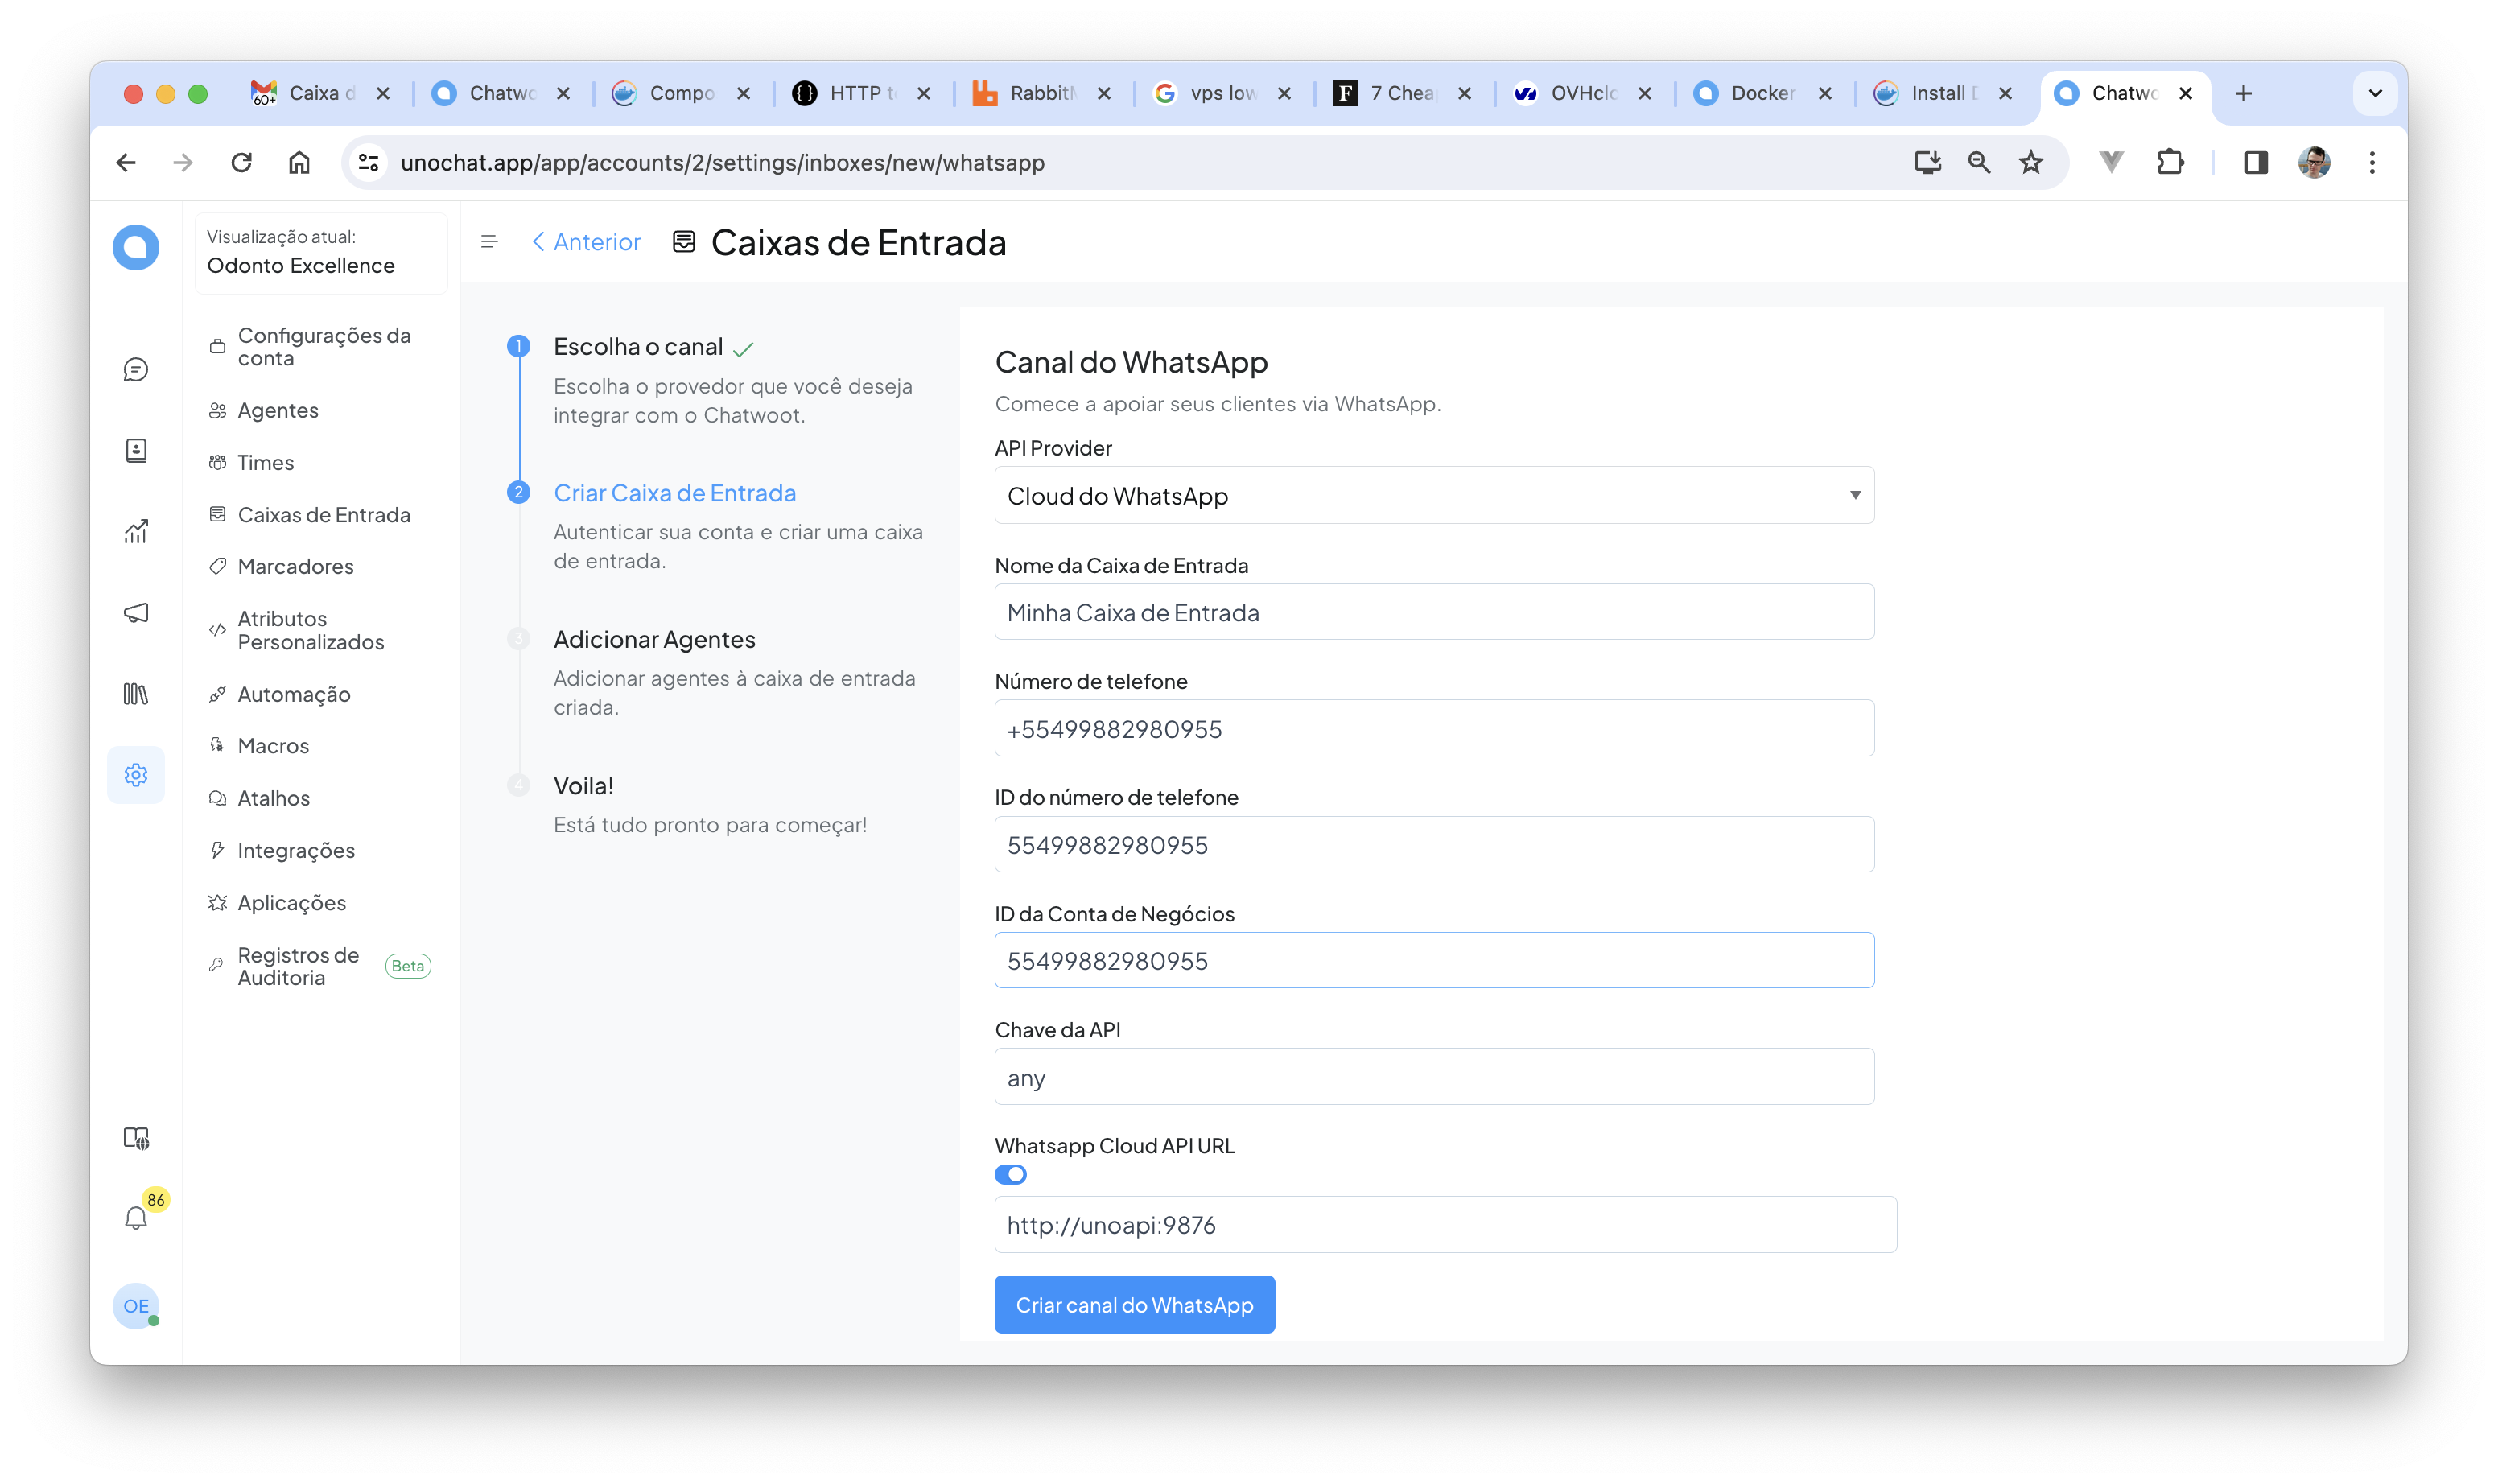 60+
Caixa d
Chatwo
Compo
HTTP t
Rabbit
vps low
F
7 Chea
OVHclo
Docker
Install
Chatwo
unochat.app/app/accounts/2/settings/inboxes/new/whatsapp
Visualização atual:
Odonto Excellence
Configurações da
conta
Agentes
Times
Caixas de Entrada
Marcadores
Atributos
Personalizados
Automação
Macros
Atalhos
Integrações
Aplicações
Registros de
Auditoria
Beta
86
OE
Anterior
Caixas de Entrada
1
Escolha o canal
Escolha o provedor que você deseja
integrar com o Chatwoot.
2
Criar Caixa de Entrada
Autenticar sua conta e criar uma caixa
de entrada.
3
Adicionar Agentes
Adicionar agentes à caixa de entrada
criada.
4
Voila!
Está tudo pronto para começar!
Canal do WhatsApp
Comece a apoiar seus clientes via WhatsApp.
API Provider
Cloud do WhatsApp
Nome da Caixa de Entrada
Minha Caixa de Entrada
Número de telefone
+55499882980955
ID do número de telefone
55499882980955
ID da Conta de Negócios
55499882980955
Chave da API
any
Whatsapp Cloud API URL
http://unoapi:9876
Criar canal do WhatsApp